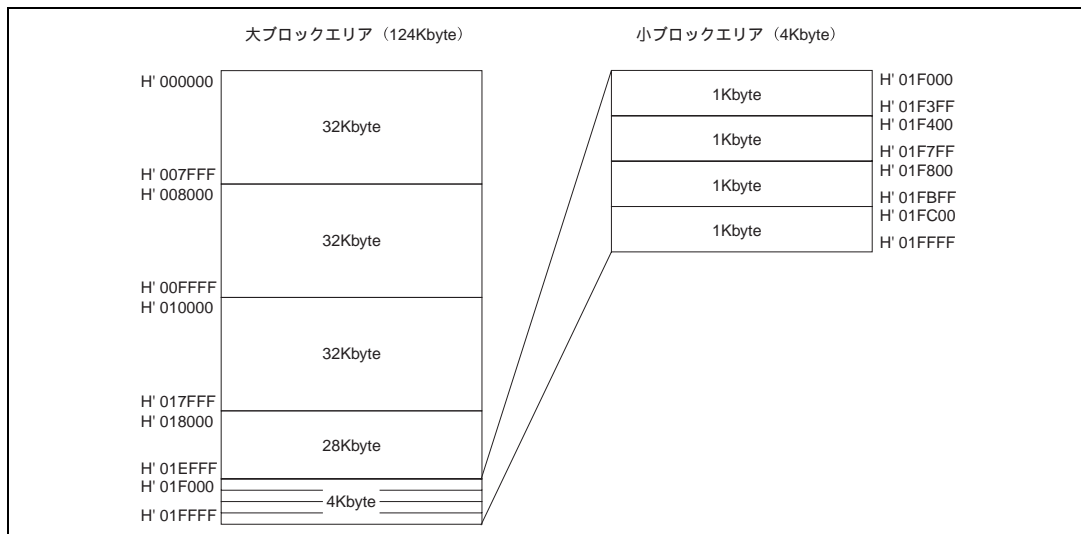 大ブロックエリア（124Kbyte）
H' 000000
32Kbyte
H' 007FFF
H' 008000
32Kbyte
H' 00FFFF
H' 010000
32Kbyte
H' 017FFF
H' 018000
28Kbyte
H' 01EFFF
H' 01F000
4Kbyte
H' 01FFFF
小ブロックエリア（4Kbyte）
1Kbyte
H' 01F000
H' 01F3FF
1Kbyte
H' 01F400
H' 01F7FF
1Kbyte
H' 01F800
H' 01FBFF
1Kbyte
H' 01FC00
H' 01FFFF